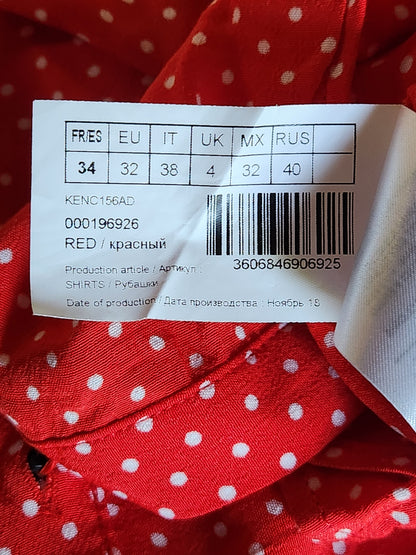 FR/ES EU IT UK MX RUS
34 32 38 4 32 40
KENC156AD
000196926
RED / красный
3606846906925
Production article / Артикул :
SHIRTS / Рубашки
Date of production / Дата производства : Ноябрь 18